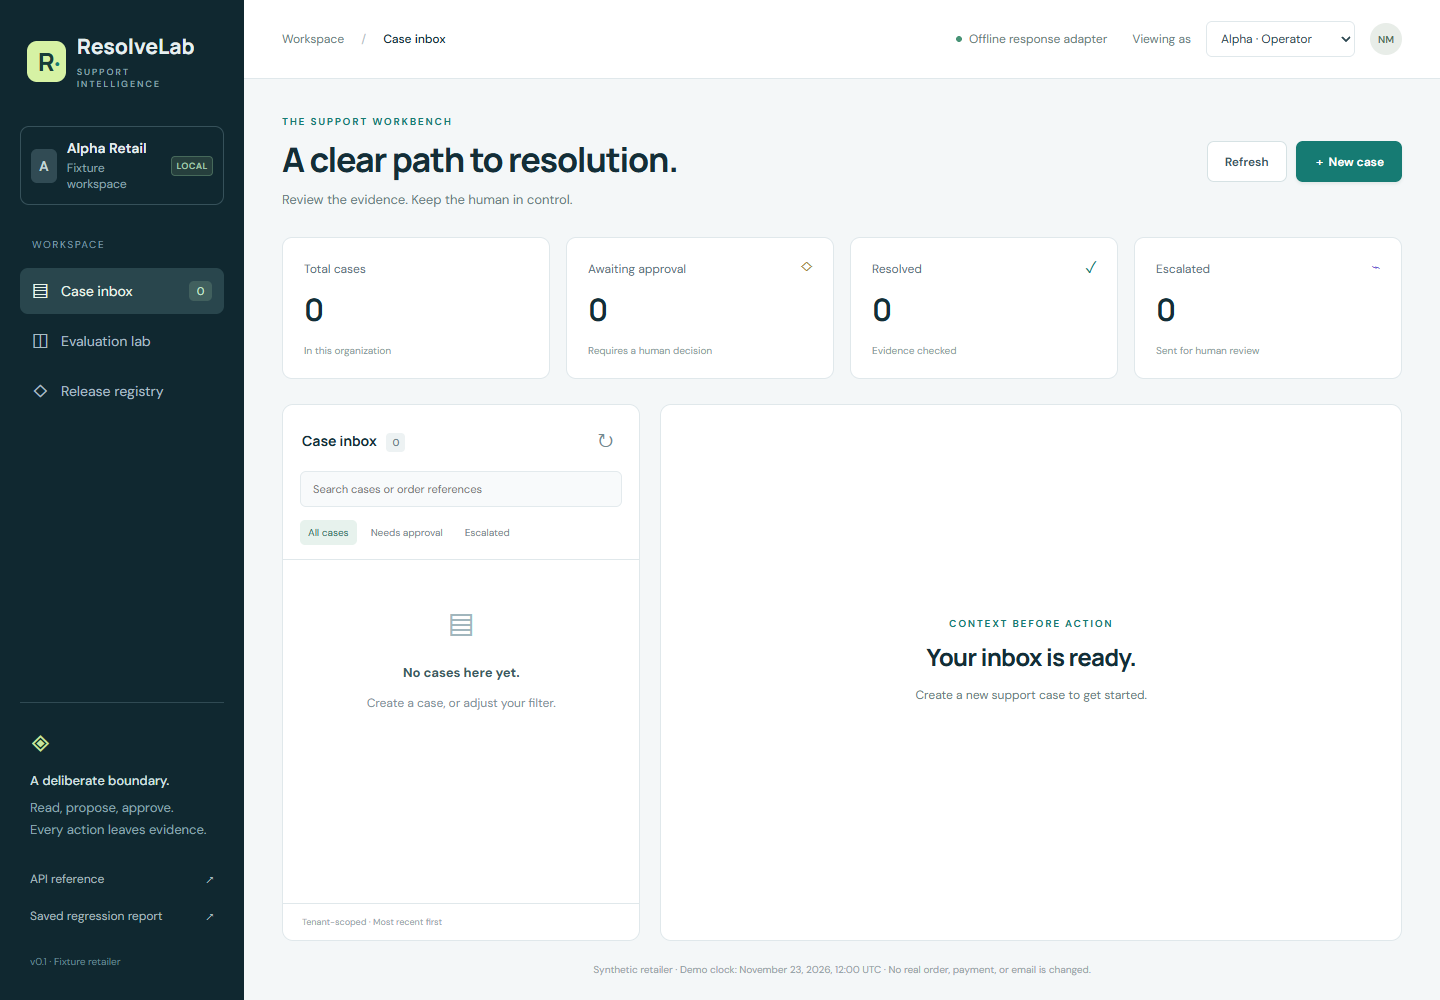 R.
ResolveLab
SUPPORT
INTELLIGENCE
A
Alpha Retail
Fixture
workspace
LOCAL
WORKSPACE
Case inbox 0
Evaluation lab
Release registry
A deliberate boundary.
Read, propose, approve.
Every action leaves evidence.
API reference ↗
Saved regression report ↗
v0.1 · Fixture retailer
Workspace / Case inbox
Offline response adapter
Viewing as
Alpha · Operator
NM
THE SUPPORT WORKBENCH
A clear path to resolution.
Review the evidence. Keep the human in control.
Refresh
+ New case
Total cases
0
In this organization
Awaiting approval
0
Requires a human decision
Resolved
0
Evidence checked
Escalated
0
Sent for human review
Case inbox 0
Search cases or order references
All cases Needs approval Escalated
No cases here yet.
Create a case, or adjust your filter.
Tenant-scoped · Most recent first
CONTEXT BEFORE ACTION
Your inbox is ready.
Create a new support case to get started.
Synthetic retailer · Demo clock: November 23, 2026, 12:00 UTC · No real order, payment, or email is changed.